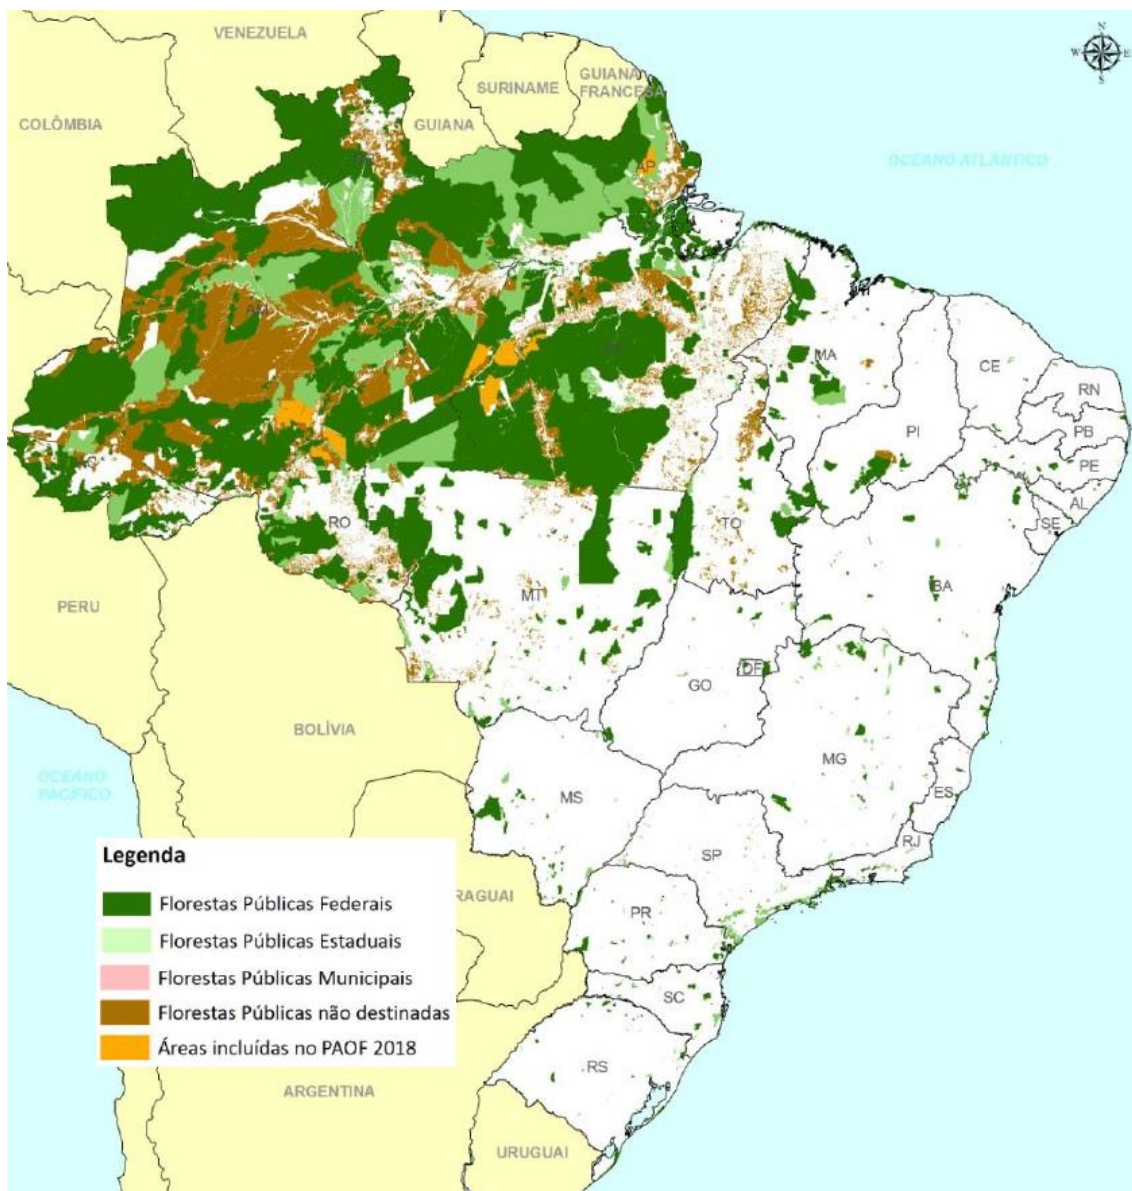 N
W E
S
VENEZUELA
GUIANA
FRANCESA
SURINAME
COLÔMBIA
GUIANA
OCEANO ATLÂNTICO
AP
MA
CE
RN
PB
PI
PE
AL
SE
TO
RO
BA
MT
PERU
DF
GO
BOLÍVIA
MG
OCEANO
PACÍFICO
MS
ES
RJ
SP
Legenda
Florestas Públicas Federais
Florestas Públicas Estaduais
Florestas Públicas Municipais
Florestas Públicas não destinadas
Áreas incluídas no PAOF 2018
RAGUAI
PR
SC
RS
ARGENTINA
URUGUAI